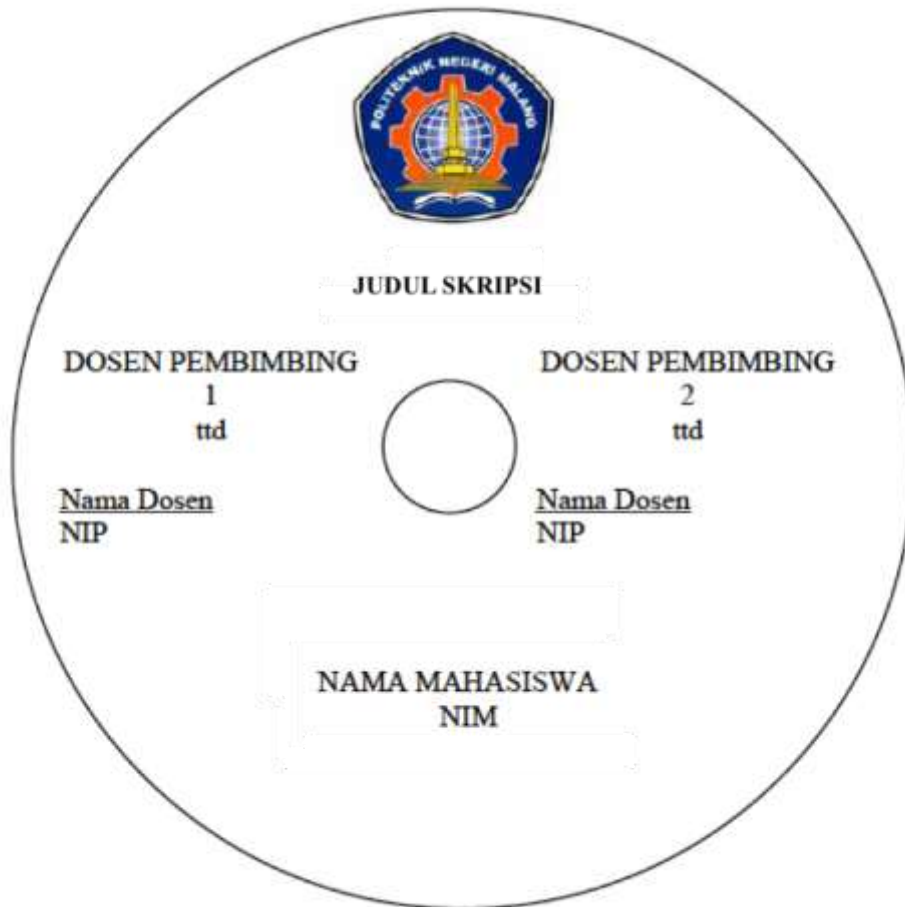 POLITEKNIK NEGERI MALANG
JUDUL SKRIPSI
DOSEN PEMBIMBING
1
ttd
Nama Dosen
NIP
DOSEN PEMBIMBING
2
ttd
Nama Dosen
NIP
NAMA MAHASISWA
NIM